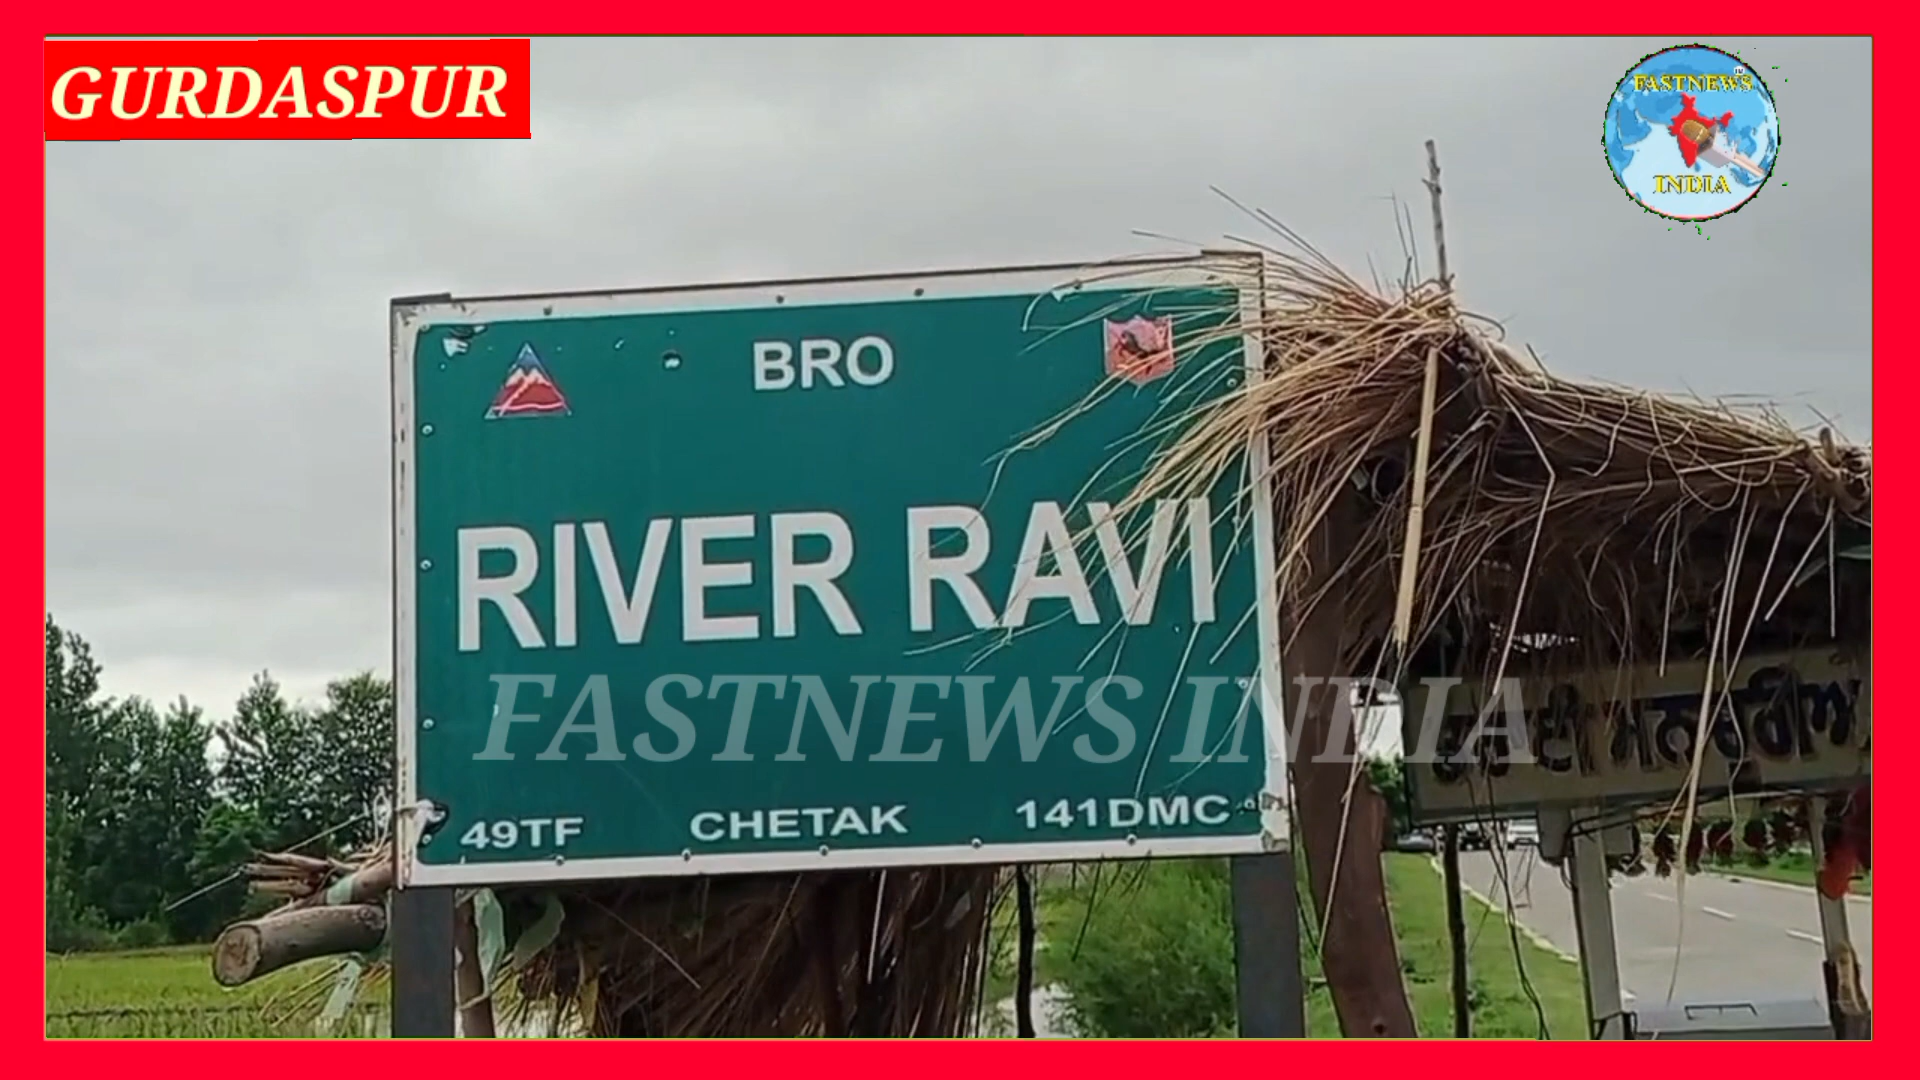 GURDASPUR
FASTNEWS
INDIA
BRO
RIVER RAVI
FASTNEWS INDIA
49TF CHETAK 141DMC